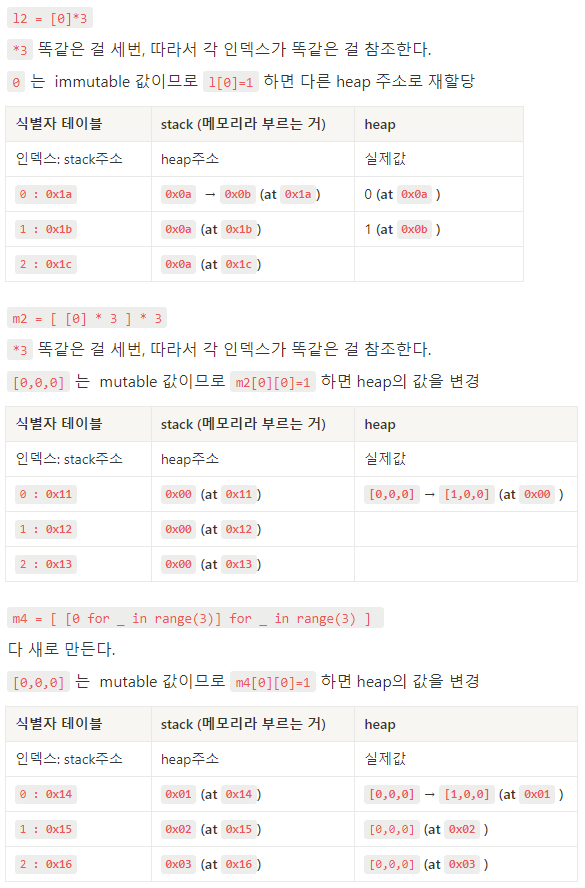 l2 = [0]*3
*3 똑같은 걸 세번, 따라서 각 인덱스가 똑같은 걸 참조한다.
0 는 immutable 값이므로 l[0]=1 하면 다른 heap 주소로 재할당
식별자 테이블 stack (메모리라 부르는 거) heap
인덱스: stack주소 heap주소 실제값
0 : 0x1a 0x0a → 0x0b (at 0x1a ) 0 (at 0x0a )
1 : 0x1b 0x0a (at 0x1b ) 1 (at 0x0b )
2 : 0x1c 0x0a (at 0x1c )
m2 = [ [0] * 3 ] * 3
*3 똑같은 걸 세번, 따라서 각 인덱스가 똑같은 걸 참조한다.
[0,0,0] 는 mutable 값이므로 m2[0][0]=1 하면 heap의 값을 변경
식별자 테이블 stack (메모리라 부르는 거) heap
인덱스: stack주소 heap주소 실제값
0 : 0x11 0x00 (at 0x11 ) [0,0,0] → [1,0,0] (at 0x00 )
1 : 0x12 0x00 (at 0x12 )
2 : 0x13 0x00 (at 0x13 )
m4 = [ [0 for _ in range(3)] for _ in range(3) ]
다 새로 만든다.
[0,0,0] 는 mutable 값이므로 m4[0][0]=1 하면 heap의 값을 변경
식별자 테이블 stack (메모리라 부르는 거) heap
인덱스: stack주소 heap주소 실제값
0 : 0x14 0x01 (at 0x14 ) [0,0,0] → [1,0,0] (at 0x01 )
1 : 0x15 0x02 (at 0x15 ) [0,0,0] (at 0x02 )
2 : 0x16 0x03 (at 0x16 ) [0,0,0] (at 0x03 )